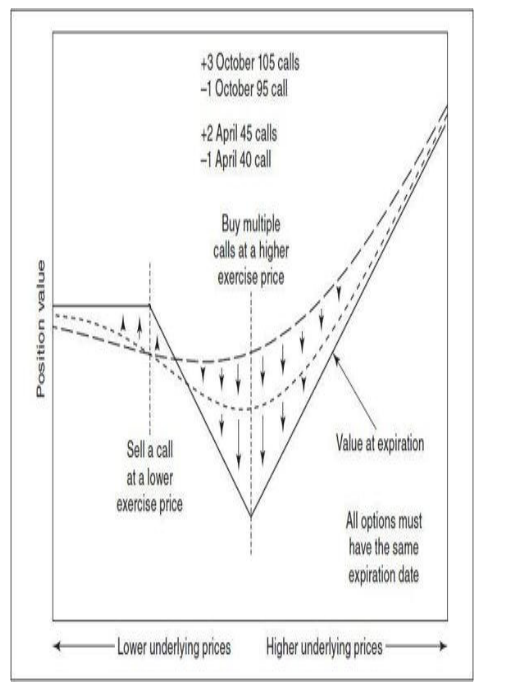 +3 October 105 calls
–1 October 95 call
+2 April 45 calls
–1 April 40 call
Buy multiple
calls at a higher
exercise price
Position value
Sell a call
at a lower
exercise price
Value at expiration
All options must
have the same
expiration date
Lower underlying prices
Higher underlying prices